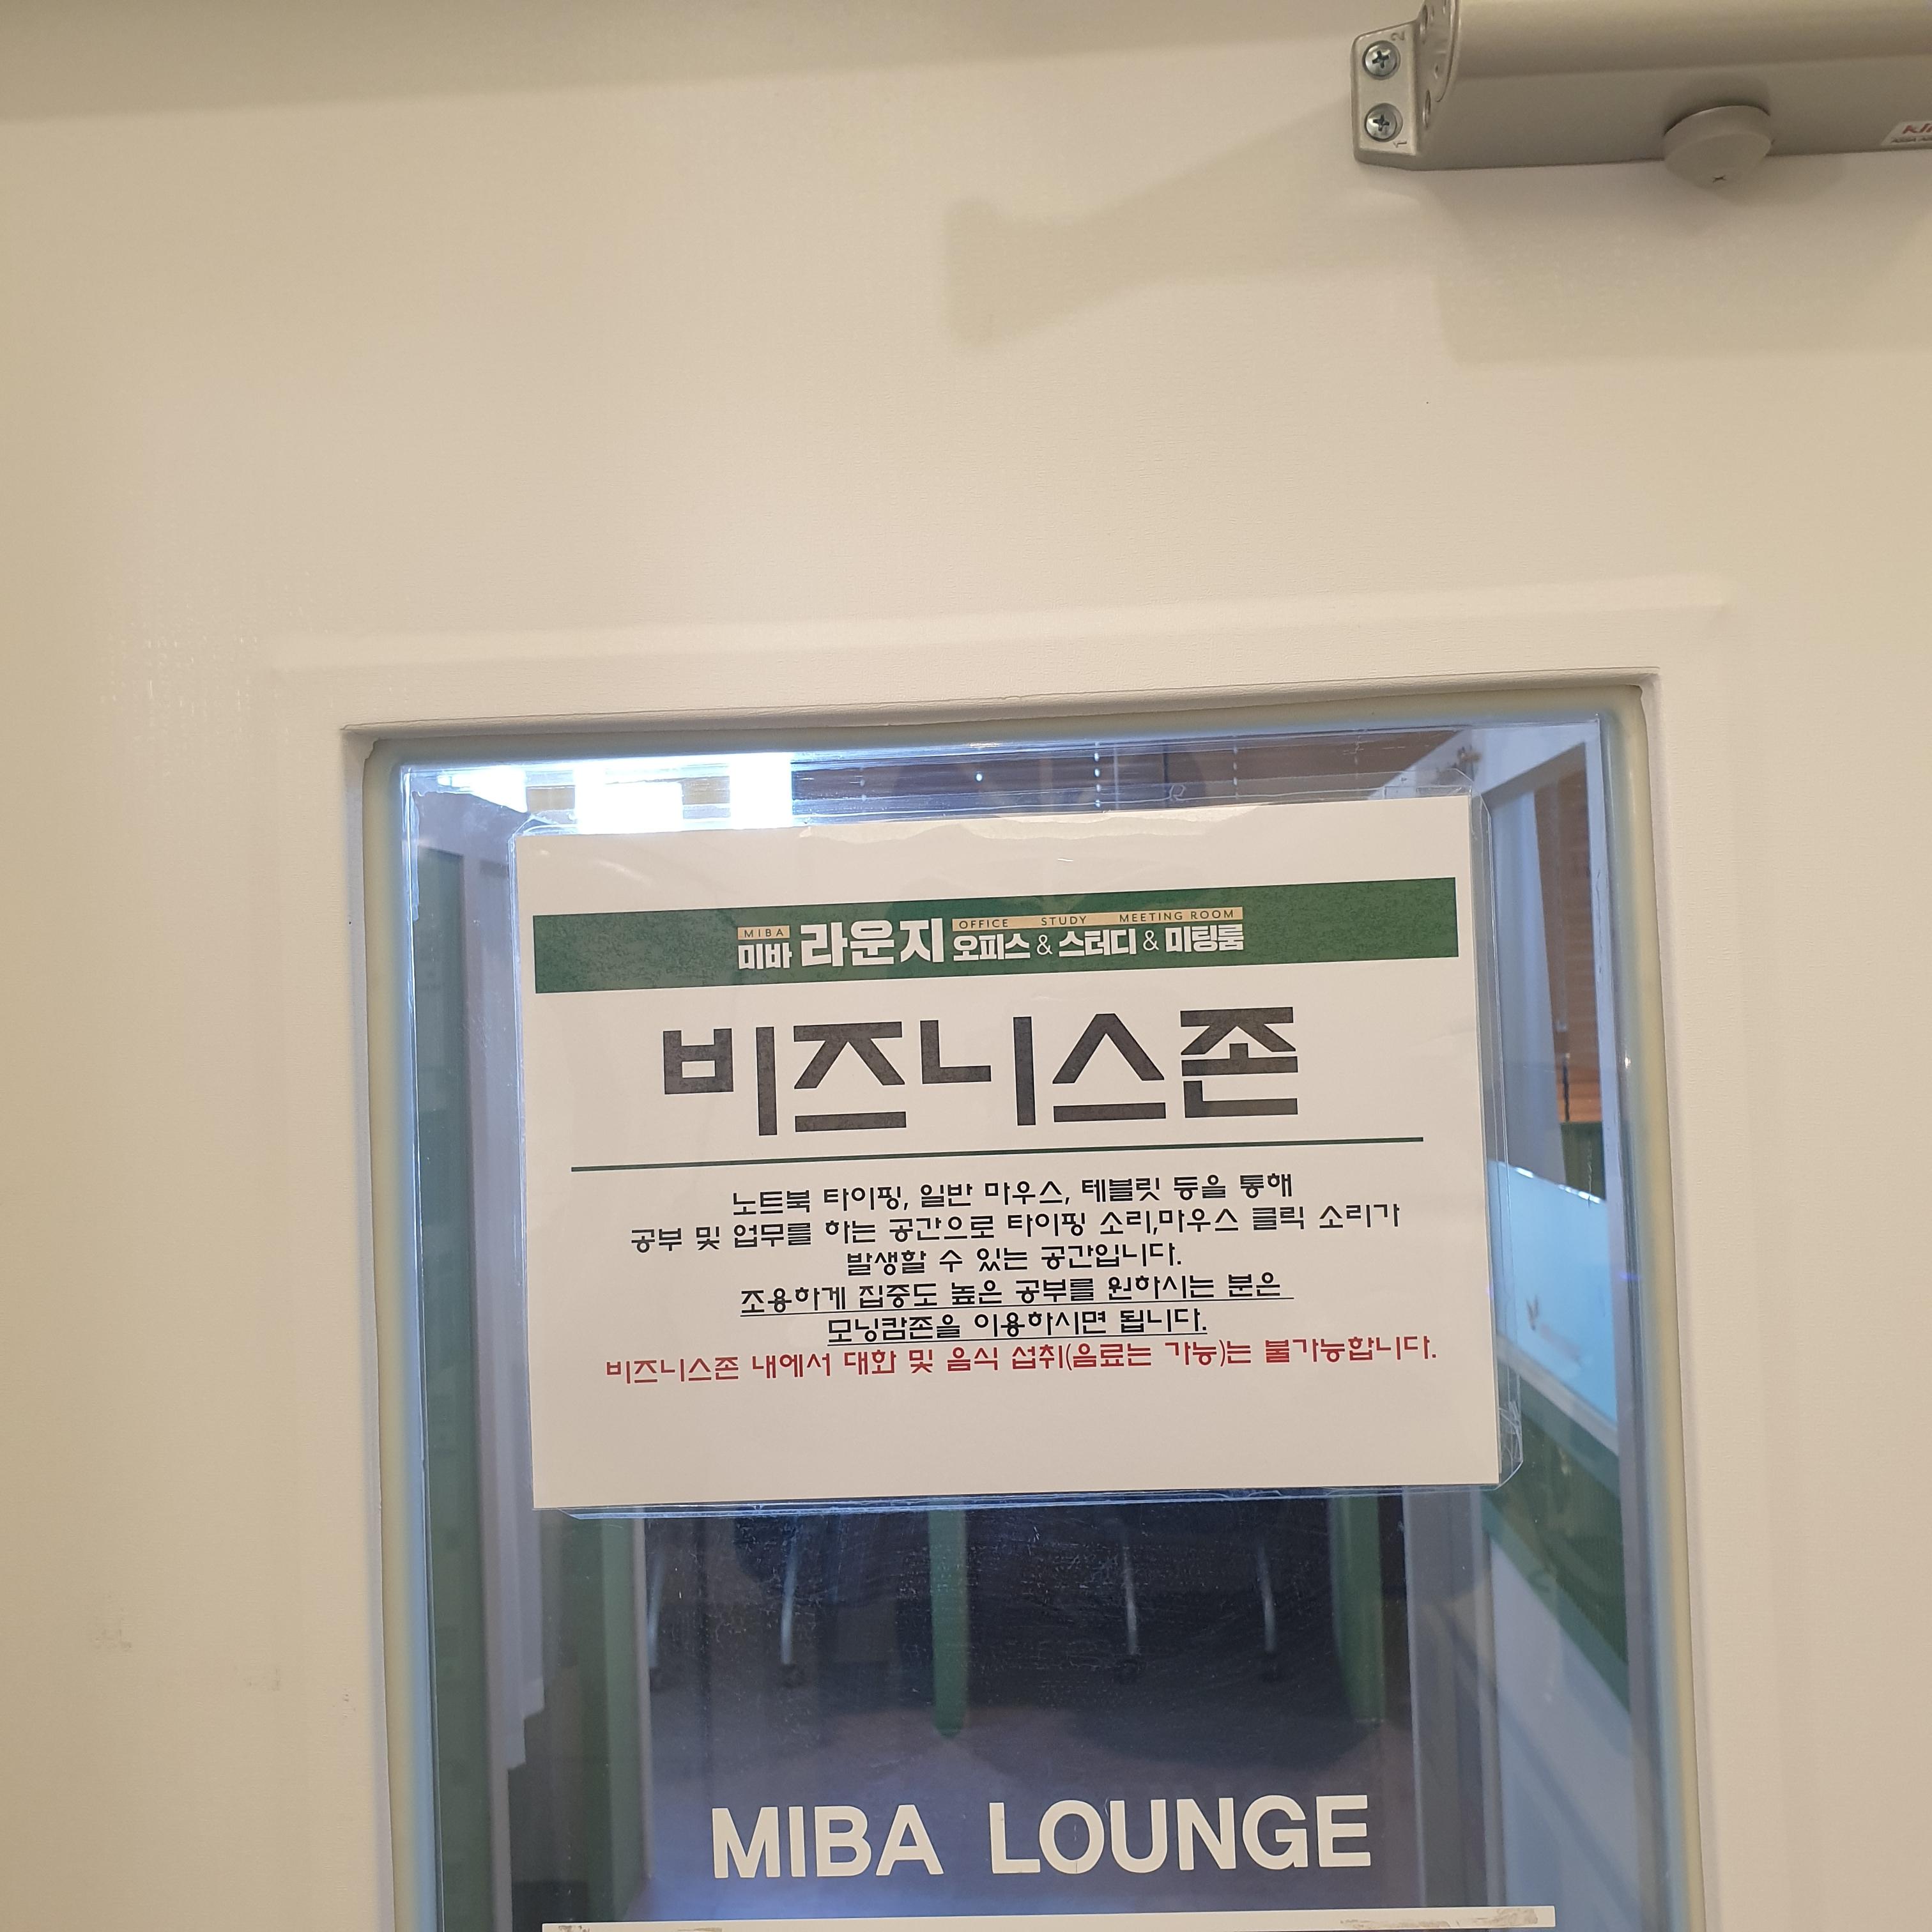 MIBA OFFICE STUDY MEETING ROOM
미바 라운지 오피스 & 스터디 & 미팅룸
비즈니스존
노트북 타이핑, 일반 마우스, 테블릿 등을 통해
공부 및 업무를 하는 공간으로 타이핑 소리,마우스 클릭 소리가
발생할 수 있는 공간입니다.
조용하게 집중도 높은 공부를 원하시는 분은
모닝캄존을 이용하시면 됩니다.
비즈니스존 내에서 대화 및 음식 섭취(음료는 가능)는 불가능합니다.
MIBA LOUNGE